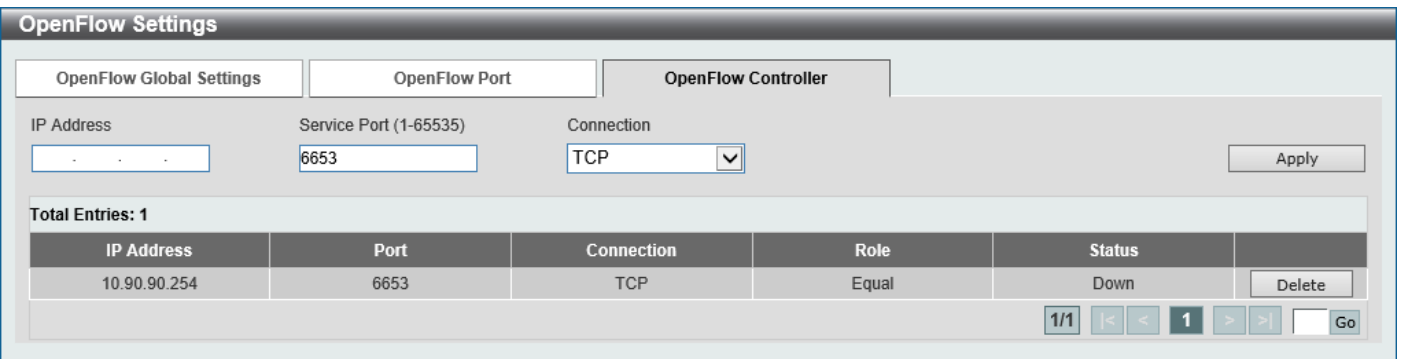 OpenFlow Settings
OpenFlow Global Settings OpenFlow Port OpenFlow Controller
IP Address Service Port (1-65535) Connection
. . . 6653 TCP Apply
Total Entries: 1
IP Address Port Connection Role Status
10.90.90.254 6653 TCP Equal Down Delete
1/1 |< < 1 > >| Go